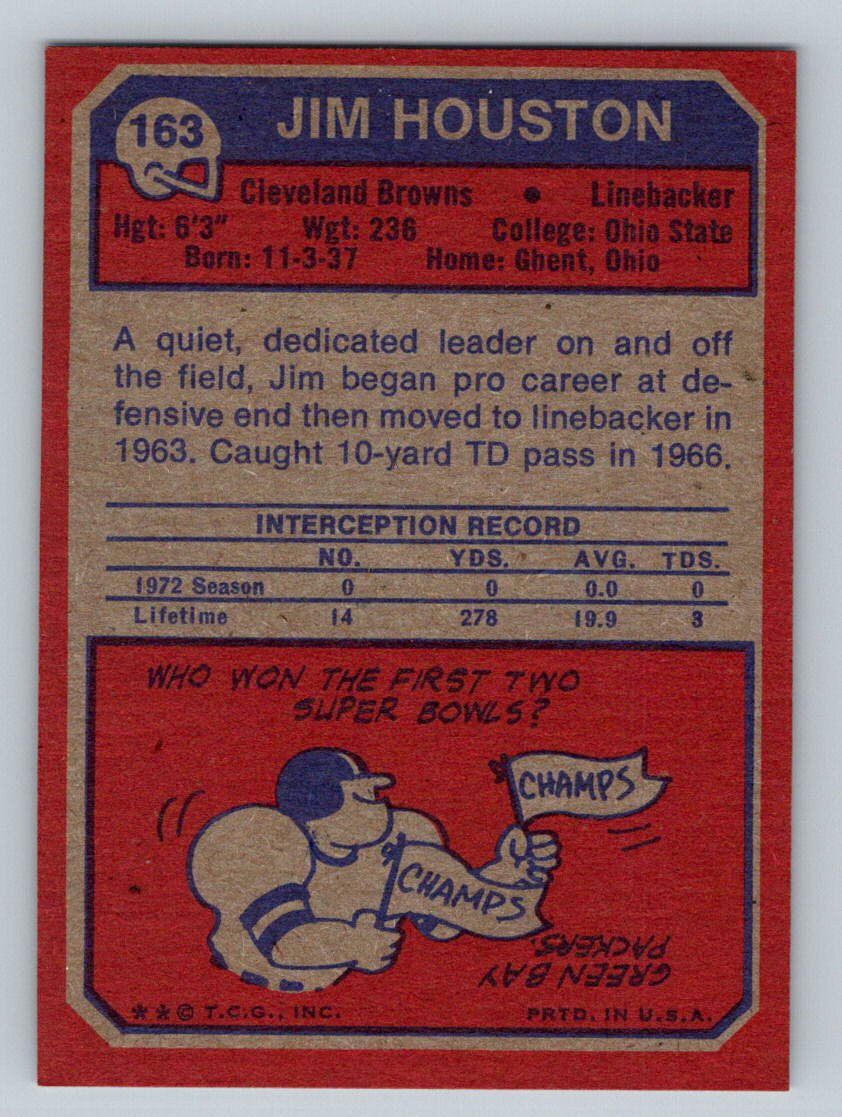 163
JIM HOUSTON
Cleveland Browns • Linebacker
Hgt: 6'3" Wgt: 236 College: Ohio State
Born: 11-3-37 Home: Ghent, Ohio
A quiet, dedicated leader on and off
the field, Jim began pro career at de-
fensive end then moved to linebacker in
1963. Caught 10-yard TD pass in 1966.
INTERCEPTION RECORD
NO. YDS. AVG. TDS.
1972 Season 0 0 0.0 0
Lifetime 14 278 19.9 3
WHO WON THE FIRST TWO
SUPER BOWLS?
CHAMPS
CHAMPS
GREEN BAY
PACKERS.
**© T.C.G., INC. PRTD. IN U.S.A.